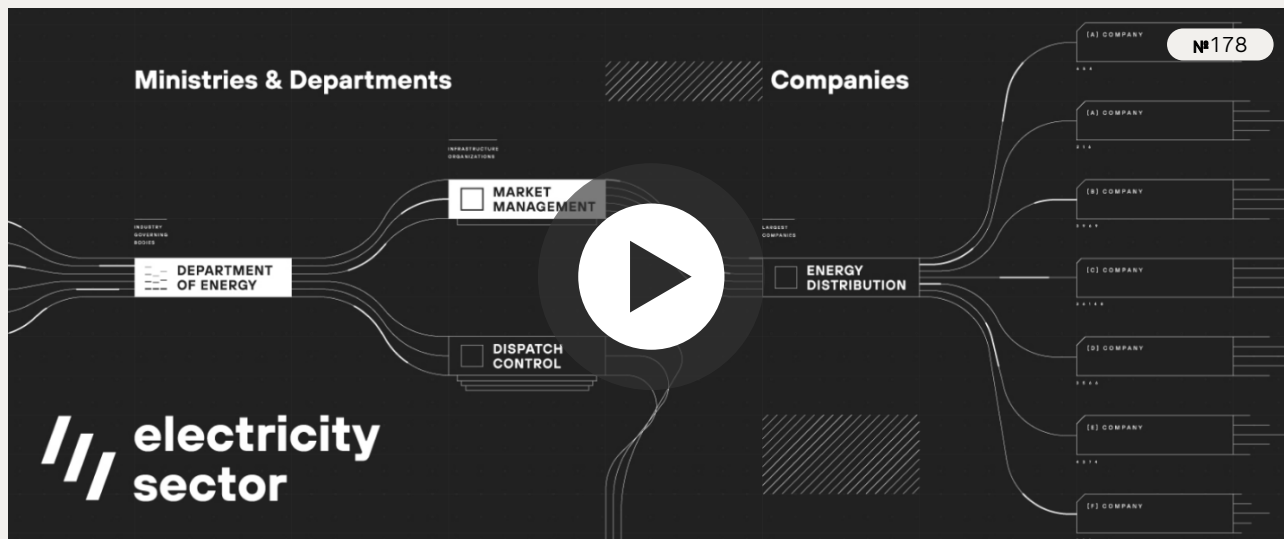 [A] COMPANY
№178
Ministries & Departments
Companies
[A] COMPANY
INFRASTRUCTURE
ORGANIZATIONS
MARKET
MANAGEMENT
[B] COMPANY
INDUSTRY
GOVERNING
BODIES
LARGEST
COMPANIES
DEPARTMENT
OF ENERGY
ENERGY
DISTRIBUTION
[C] COMPANY
DISPATCH
CONTROL
[D] COMPANY
electricity
sector
[E] COMPANY
[F] COMPANY